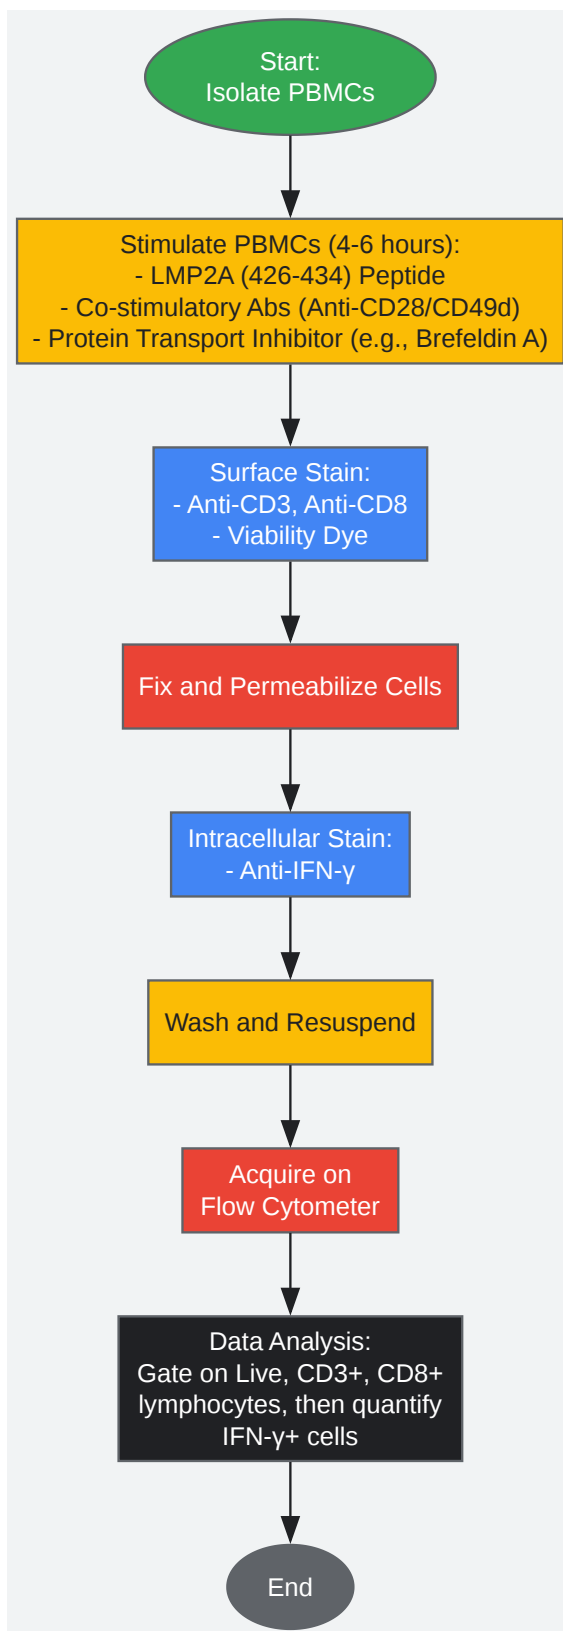 Start:
Isolate PBMCs
Stimulate PBMCs (4-6 hours):
- LMP2A (426-434) Peptide
- Co-stimulatory Abs (Anti-CD28/CD49d)
- Protein Transport Inhibitor (e.g., Brefeldin A)
Surface Stain:
- Anti-CD3, Anti-CD8
- Viability Dye
Fix and Permeabilize Cells
Intracellular Stain:
- Anti-IFN-γ
Wash and Resuspend
Acquire on
Flow Cytometer
Data Analysis:
Gate on Live, CD3+, CD8+
lymphocytes, then quantify
IFN-γ+ cells
End